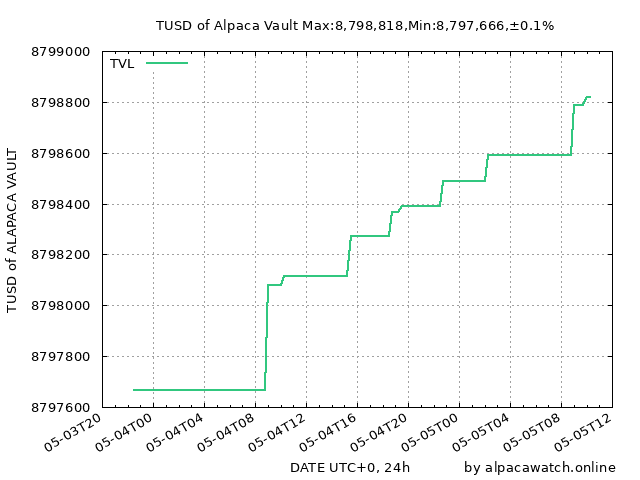 TUSD of Alpaca Vault Max:8,798,818,Min:8,797,666,±0.1%
TVL
8799000
8798800
8798600
8798400
8798200
8798000
8797800
8797600
TUSD of ALAPACA VAULT
05-03T20
05-04T00
05-04T04
05-04T08
05-04T12
05-04T16
05-04T20
05-05T00
05-05T04
05-05T08
05-05T12
DATE UTC+0, 24h
by alpacawatch.online